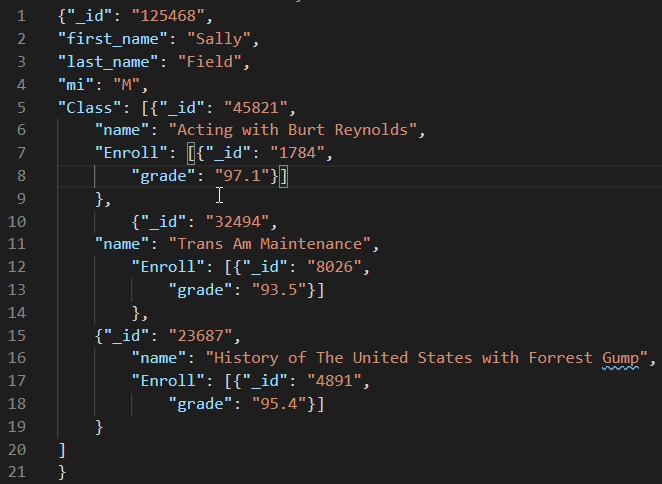 1 {"_id": "125468",
2 "first_name": "Sally",
3 "last_name": "Field",
4 "mi": "M",
5 "Class": [{"_id": "45821",
6 "name": "Acting with Burt Reynolds",
7 "Enroll": [{"_id": "1784",
8 "grade": "97.1"}]
9 },
10 {"_id": "32494",
11 "name": "Trans Am Maintenance",
12 "Enroll": [{"_id": "8026",
13 "grade": "93.5"}]
14 },
15 {"_id": "23687",
16 "name": "History of The United States with Forrest Gump",
17 "Enroll": [{"_id": "4891",
18 "grade": "95.4"}]
19 }
20 ]
21 }